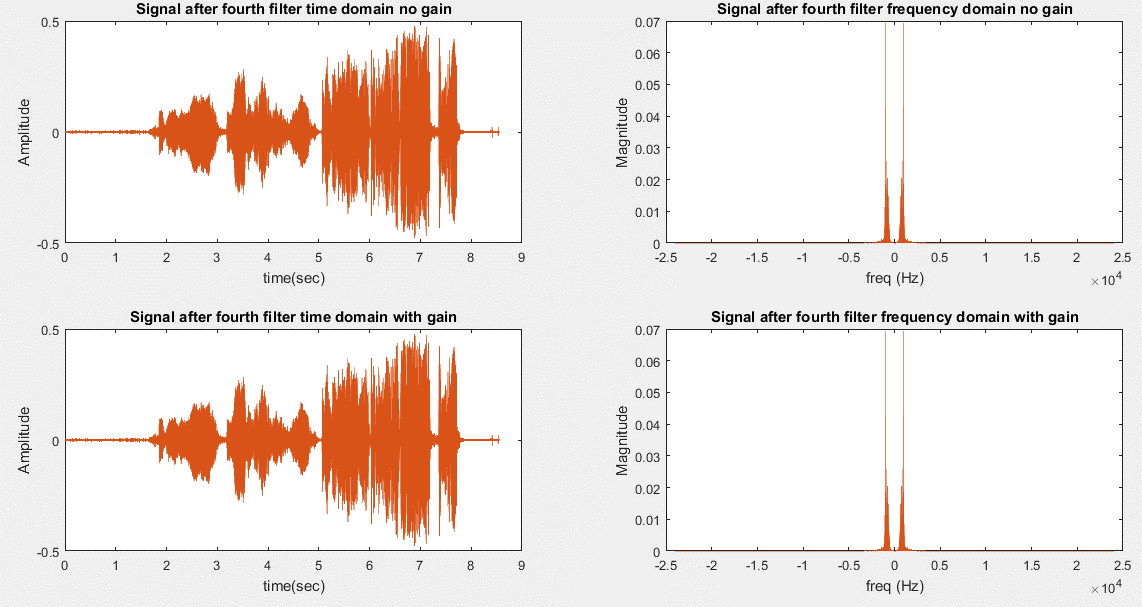 Signal after fourth filter time domain no gain
0.5
0
-0.5
Amplitude
0 1 2 3 4 5 6 7 8 9
time(sec)
Signal after fourth filter frequency domain no gain
0.07
0.06
0.05
0.04
0.03
0.02
0.01
0
Magnitude
-2.5 -2 -1.5 -1 -0.5 0 0.5 1 1.5 2 2.5
freq (Hz)
×10^4
Signal after fourth filter time domain with gain
0.5
0
-0.5
Amplitude
0 1 2 3 4 5 6 7 8 9
time(sec)
Signal after fourth filter frequency domain with gain
0.07
0.06
0.05
0.04
0.03
0.02
0.01
0
Magnitude
-2.5 -2 -1.5 -1 -0.5 0 0.5 1 1.5 2 2.5
freq (Hz)
×10^4